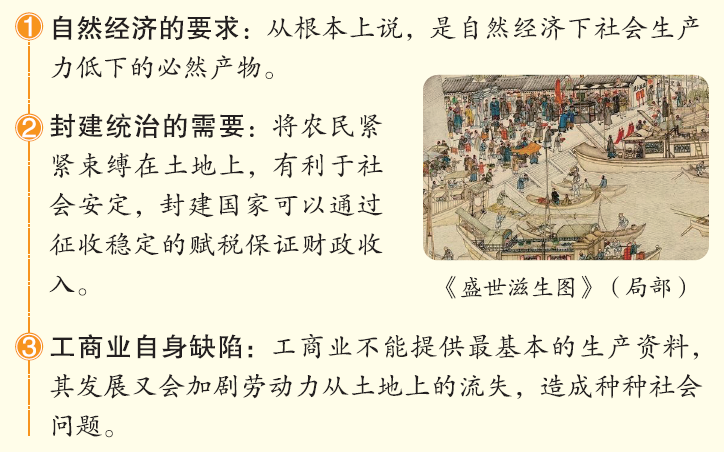 1 自然经济的要求：从根本上说，是自然经济下社会生产
力低下的必然产物。
2 封建统治的需要：将农民紧
紧束缚在土地上，有利于社
会安定，封建国家可以通过
征收稳定的赋税保证财政收
入。
《盛世滋生图》（局部）
3 工商业自身缺陷：工商业不能提供最基本的生产资料，
其发展又会加剧劳动力从土地上的流失，造成种种社会
问题。